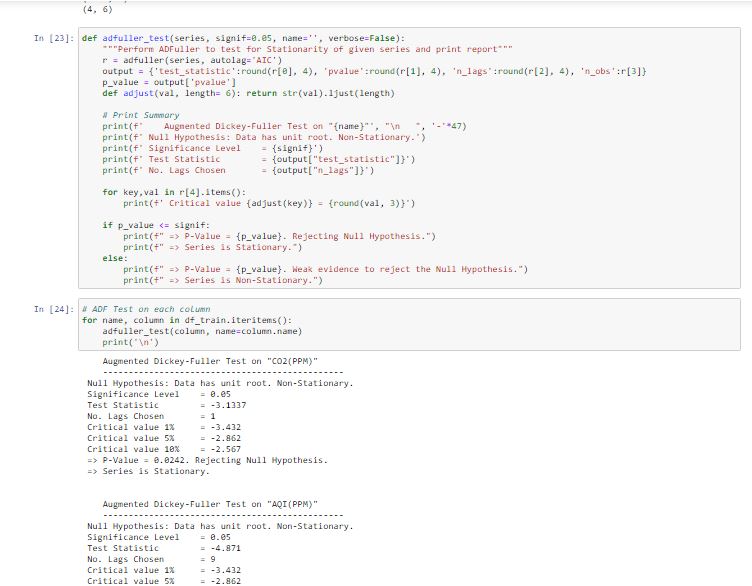 (4, 6)
In [23]: def adfuller_test(series, signif=0.05, name='', verbose=False):
"""Perform ADFuller to test for Stationarity of given series and print report"""
r = adfuller(series, autolag='AIC')
output = {'test_statistic':round(r[0], 4), 'pvalue':round(r[1], 4), 'n_lags':round(r[2], 4), 'n_obs':r[3]}
p_value = output['pvalue']
def adjust(val, length= 6): return str(val).ljust(length)
# Print Summary
print(f'    Augmented Dickey-Fuller Test on "{name}"', "\n   ", '-'*47)
print(f' Null Hypothesis: Data has unit root. Non-Stationary.')
print(f' Significance Level    = {signif}')
print(f' Test Statistic        = {output["test_statistic"]}')
print(f' No. Lags Chosen       = {output["n_lags"]}')
for key,val in r[4].items():
print(f' Critical value {adjust(key)} = {round(val, 3)}')
if p_value <= signif:
print(f" => P-Value = {p_value}. Rejecting Null Hypothesis.")
print(f" => Series is Stationary.")
else:
print(f" => P-Value = {p_value}. Weak evidence to reject the Null Hypothesis.")
print(f" => Series is Non-Stationary.")
In [24]: # ADF Test on each column
for name, column in df_train.iteritems():
adfuller_test(column, name=column.name)
print('\n')
Augmented Dickey-Fuller Test on "CO2(PPM)"
-----------------------------------------------
Null Hypothesis: Data has unit root. Non-Stationary.
Significance Level    = 0.05
Test Statistic        = -3.1337
No. Lags Chosen       = 1
Critical value 1%     = -3.432
Critical value 5%     = -2.862
Critical value 10%    = -2.567
=> P-Value = 0.0242. Rejecting Null Hypothesis.
=> Series is Stationary.
Augmented Dickey-Fuller Test on "AQI(PPM)"
-----------------------------------------------
Null Hypothesis: Data has unit root. Non-Stationary.
Significance Level    = 0.05
Test Statistic        = -4.871
No. Lags Chosen       = 9
Critical value 1%     = -3.432
Critical value 5%     = -2.862